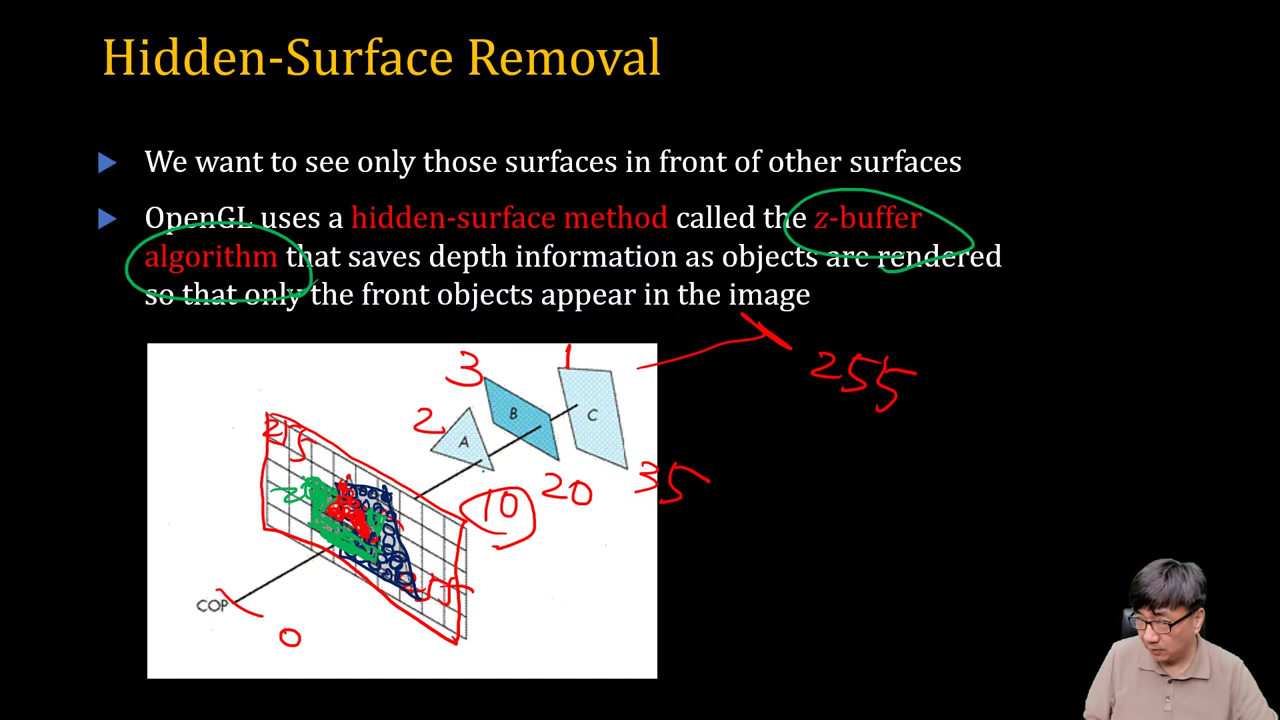 Hidden-Surface Removal
We want to see only those surfaces in front of other surfaces
OpenGL uses a hidden-surface method called the z-buffer
algorithm that saves depth information as objects are rendered
so that only the front objects appear in the image
255
3
1
2
A
B
C
10
20
35
COP
0